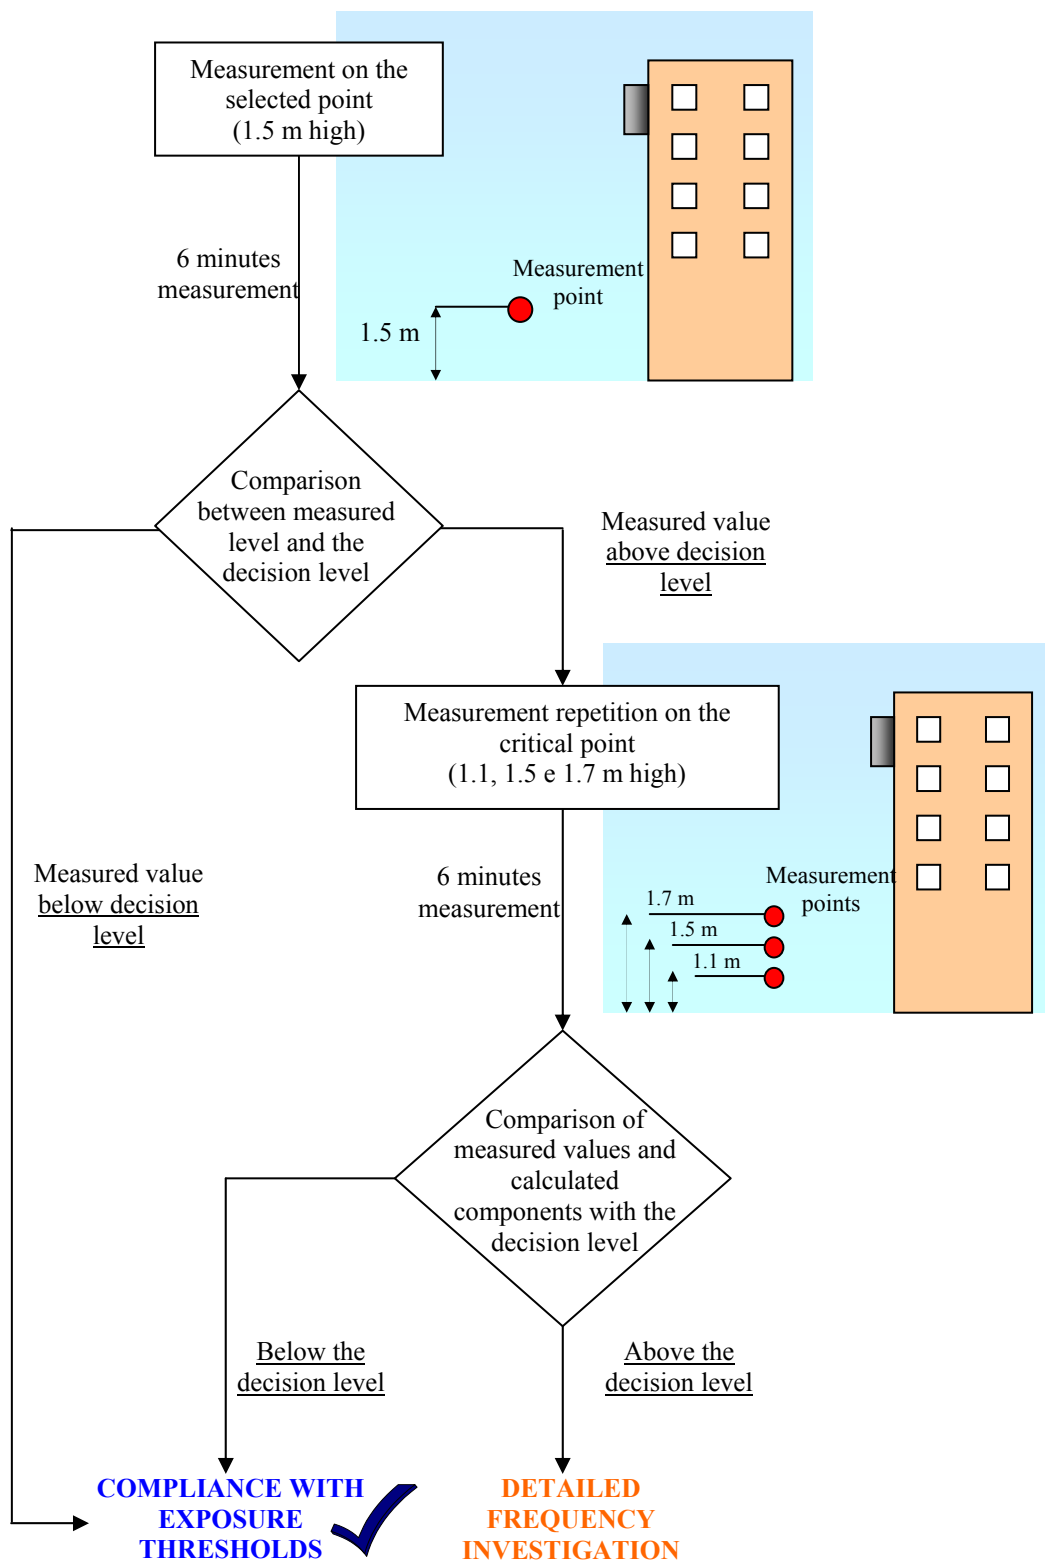 Measurement on the
selected point
(1.5 m high)
6 minutes
measurement
Measurement
point
1.5 m
Comparison
between measured
level and the
decision level
Measured value
above decision
level
Measurement repetition on the
critical point
(1.1, 1.5 e 1.7 m high)
Measured value
below decision
level
6 minutes
measurement
Measurement
points
1.7 m
1.5 m
1.1 m
Comparison of
measured values and
calculated
components with the
decision level
Below the
decision level
Above the
decision level
COMPLIANCE WITH
EXPOSURE
THRESHOLDS
DETAILED
FREQUENCY
INVESTIGATION